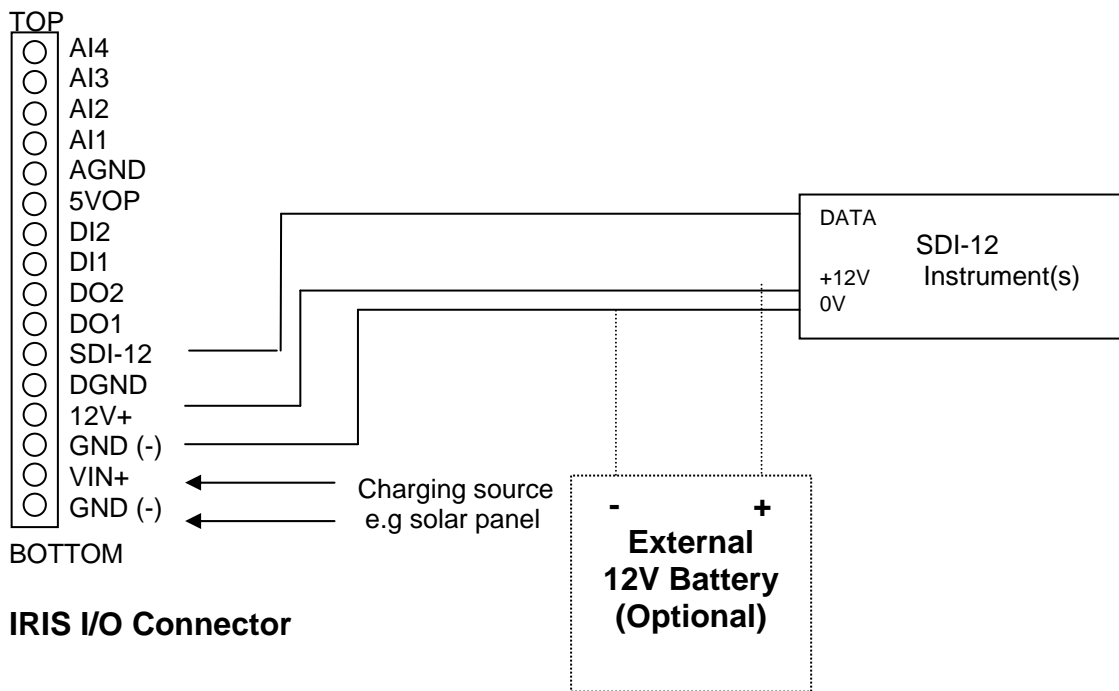 TOP
AI4
AI3
AI2
AI1
AGND
5VOP
DI2
DI1
DO2
DO1
SDI-12
DGND
12V+
GND (-)
VIN+
GND (-)
BOTTOM
IRIS I/O Connector
Charging source
e.g solar panel
DATA
+12V
0V
SDI-12
Instrument(s)
- +
External
12V Battery
(Optional)